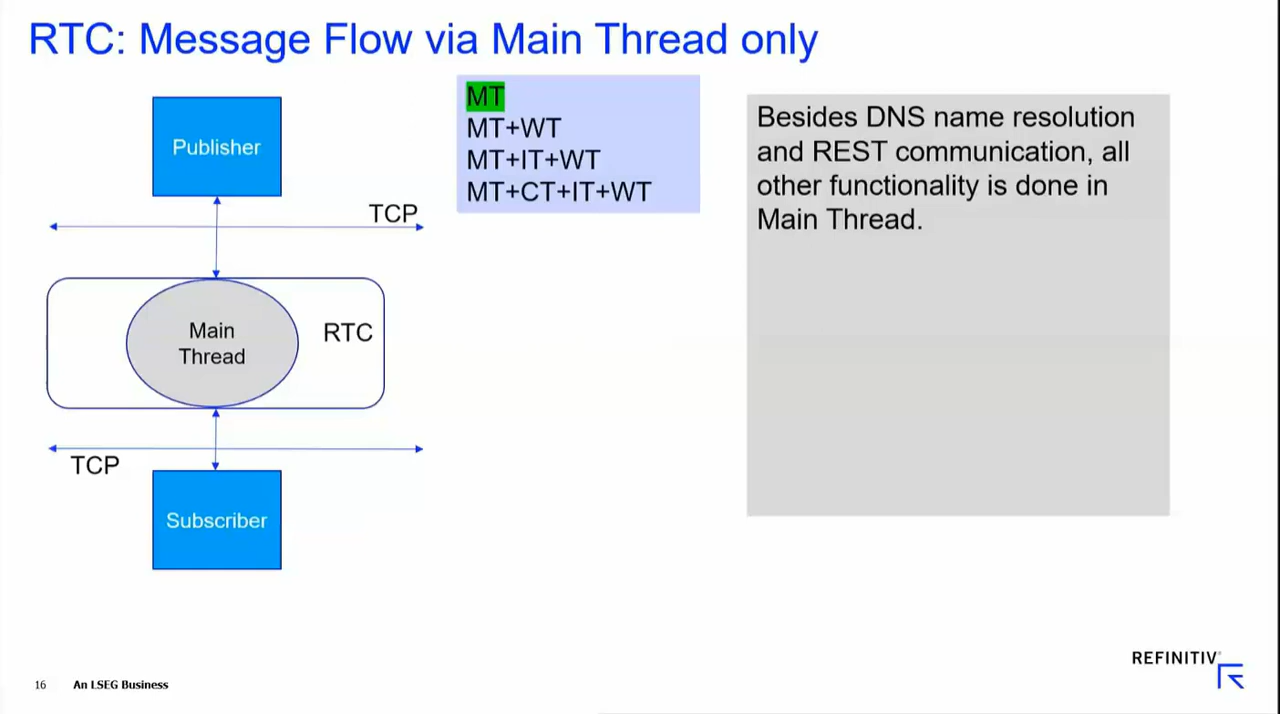 RTC: Message Flow via Main Thread only
Publisher
TCP
Main
Thread
RTC
TCP
Subscriber
MT
MT+WT
MT+IT+WT
MT+CT+IT+WT
Besides DNS name resolution
and REST communication, all
other functionality is done in
Main Thread.
16 An LSEG Business
REFINITIV